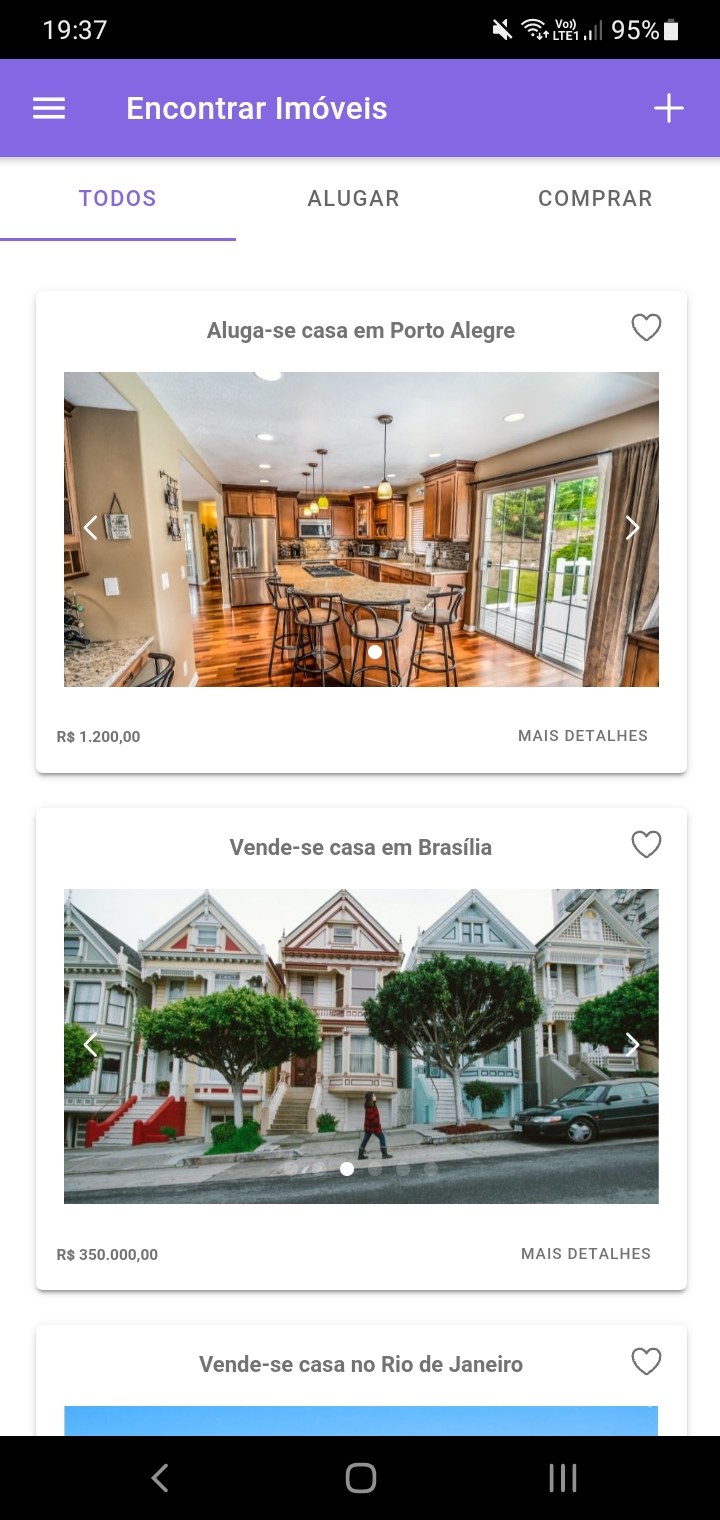 19:37
Vo))
LTE1
95%
Encontrar Imóveis
TODOS
ALUGAR
COMPRAR
Aluga-se casa em Porto Alegre
R$ 1.200,00
MAIS DETALHES
Vende-se casa em Brasília
R$ 350.000,00
MAIS DETALHES
Vende-se casa no Rio de Janeiro